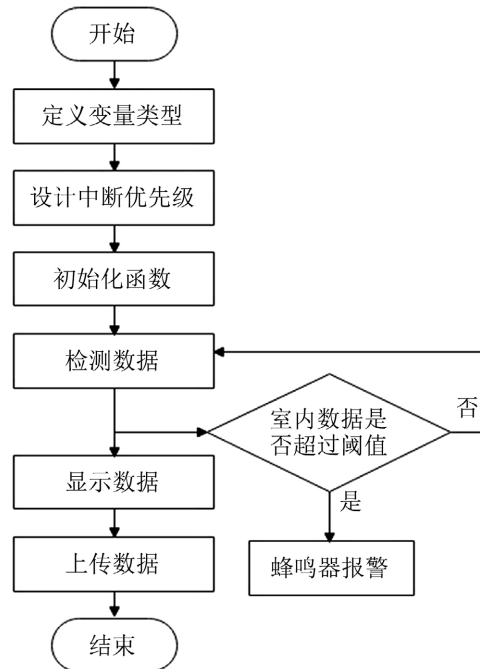 开始
定义变量类型
设计中断优先级
初始化函数
检测数据
室内数据是
否超过阈值
否
是
显示数据
上传数据
蜂鸣器报警
结束